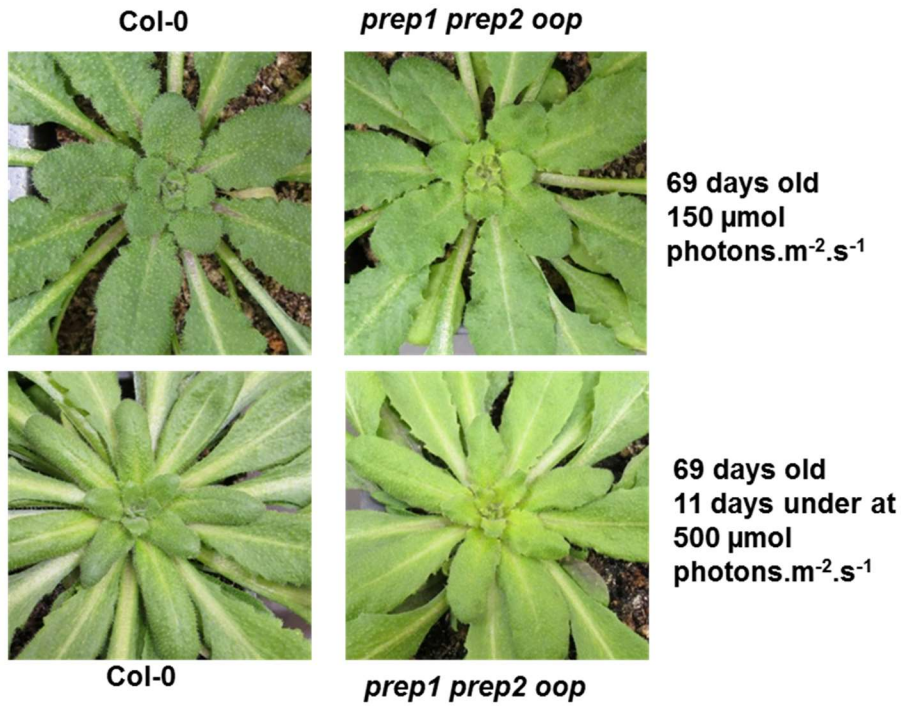 Col-0
prep1 prep2 oop
69 days old
150 µmol
photons.m-2.s-1
69 days old
11 days under at
500 µmol
photons.m-2.s-1
Col-0
prep1 prep2 oop